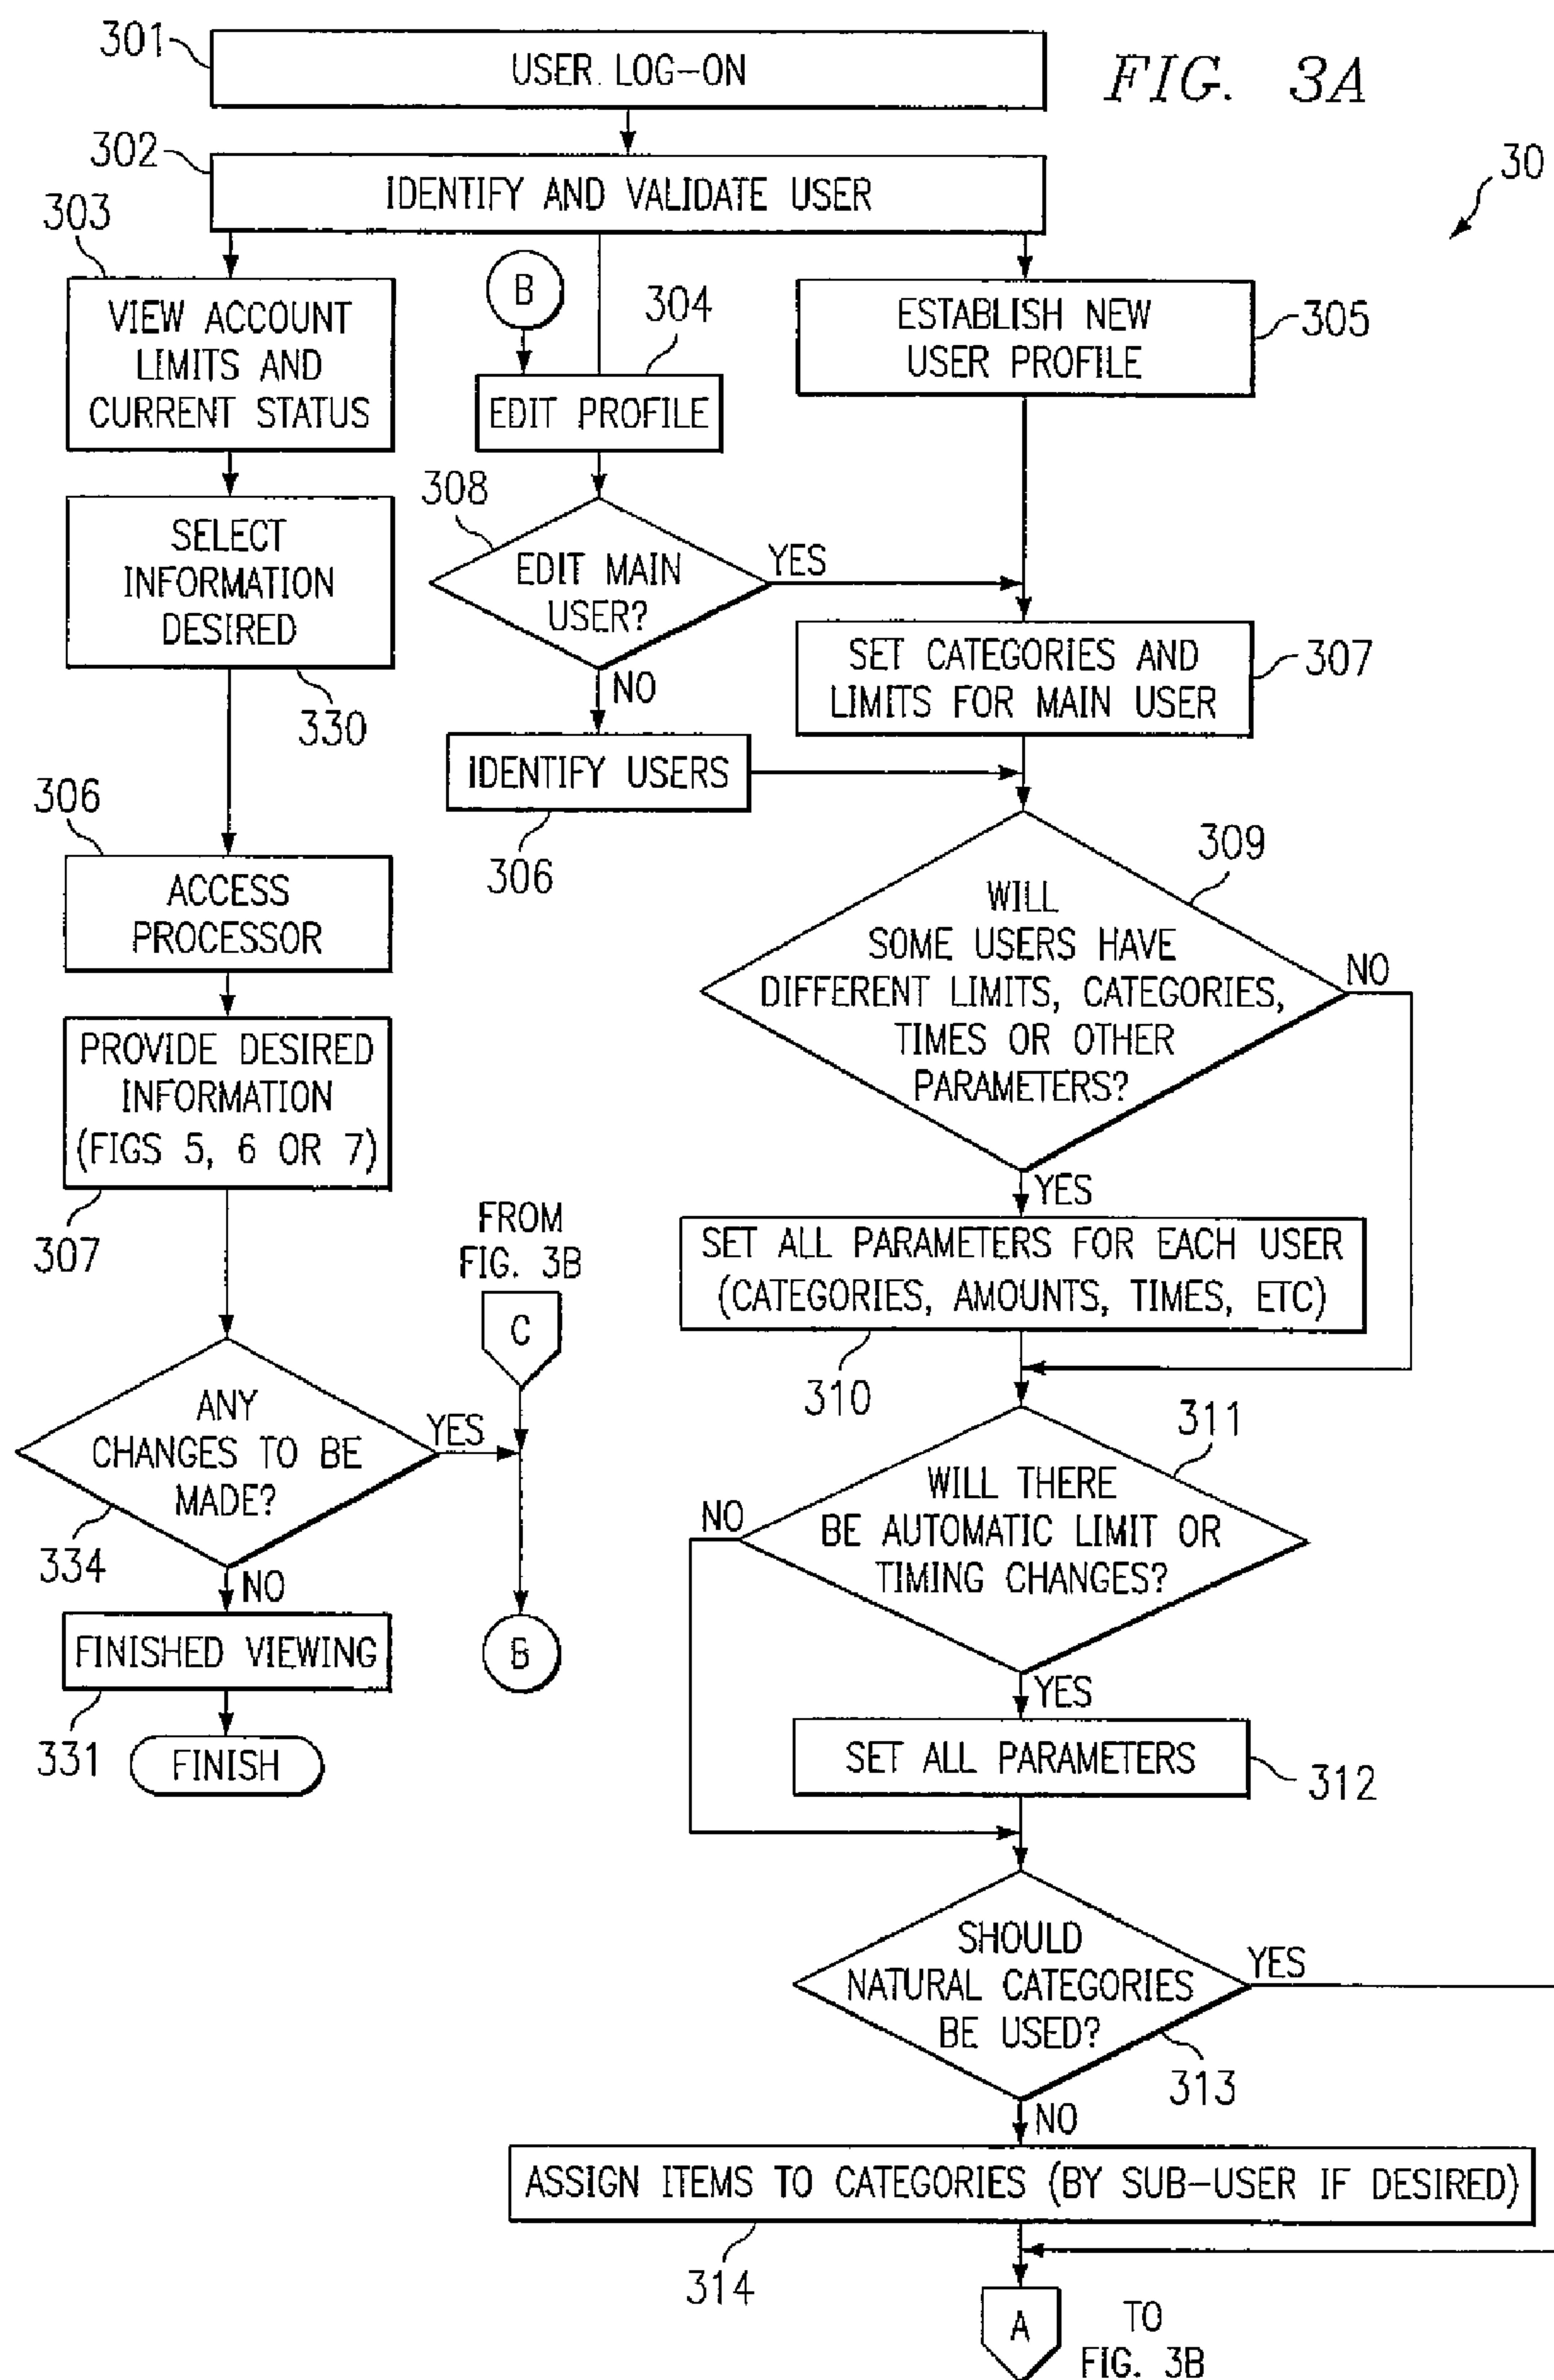 301
USER LOG-ON
FIG. 3A
302
IDENTIFY AND VALIDATE USER
30
303
VIEW ACCOUNT
LIMITS AND
CURRENT STATUS
B
304
EDIT PROFILE
ESTABLISH NEW
USER PROFILE
305
SELECT
INFORMATION
DESIRED
330
308
EDIT MAIN
USER?
YES
NO
SET CATEGORIES AND
LIMITS FOR MAIN USER
307
IDENTIFY USERS
306
306
ACCESS
PROCESSOR
309
WILL
SOME USERS HAVE
DIFFERENT LIMITS, CATEGORIES,
TIMES OR OTHER
PARAMETERS?
NO
YES
PROVIDE DESIRED
INFORMATION
(FIGS 5, 6 OR 7)
307
FROM
FIG. 3B
C
SET ALL PARAMETERS FOR EACH USER
(CATEGORIES, AMOUNTS, TIMES, ETC)
310
ANY
CHANGES TO BE
MADE?
YES
334
NO
311
WILL THERE
BE AUTOMATIC LIMIT OR
TIMING CHANGES?
NO
YES
FINISHED VIEWING
331
FINISH
B
SET ALL PARAMETERS
312
SHOULD
NATURAL CATEGORIES
BE USED?
YES
313
NO
ASSIGN ITEMS TO CATEGORIES (BY SUB-USER IF DESIRED)
314
A
TO
FIG. 3B